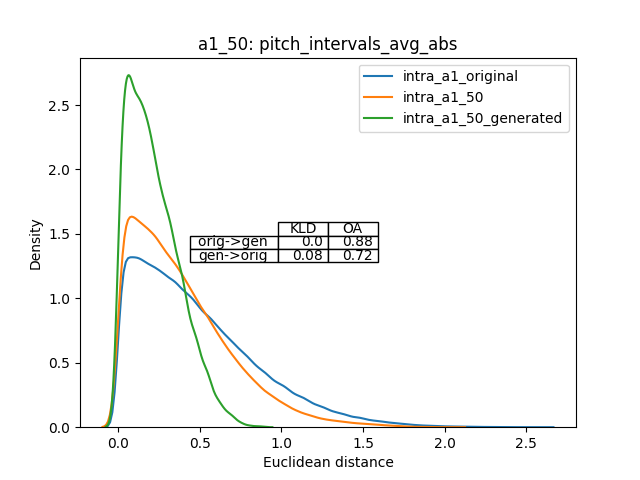 a1_50: pitch_intervals_avg_abs
intra_a1_original
intra_a1_50
intra_a1_50_generated
KLD OA
orig->gen 0.0 0.88
gen->orig 0.08 0.72
Density
0.0
0.5
1.0
1.5
2.0
2.5
0.0 0.5 1.0 1.5 2.0 2.5
Euclidean distance